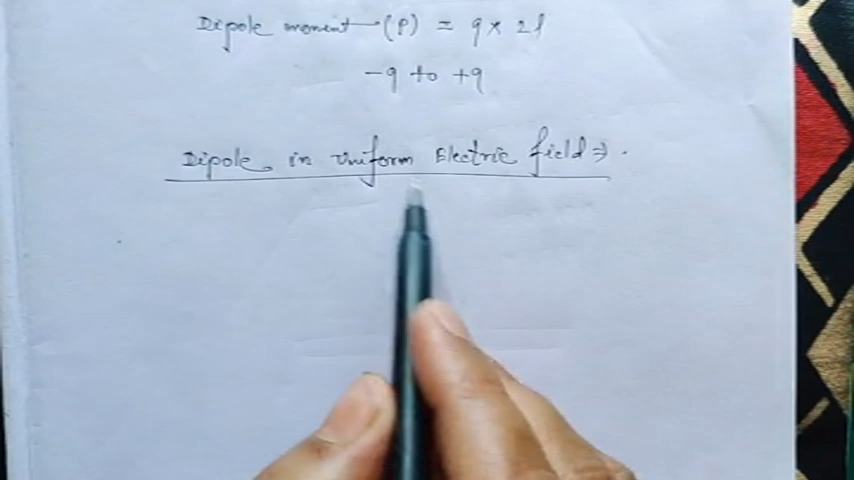 Dipole moment (P) = q × 2l
-q to +q
Dipole in Uniform Electric field ⇒